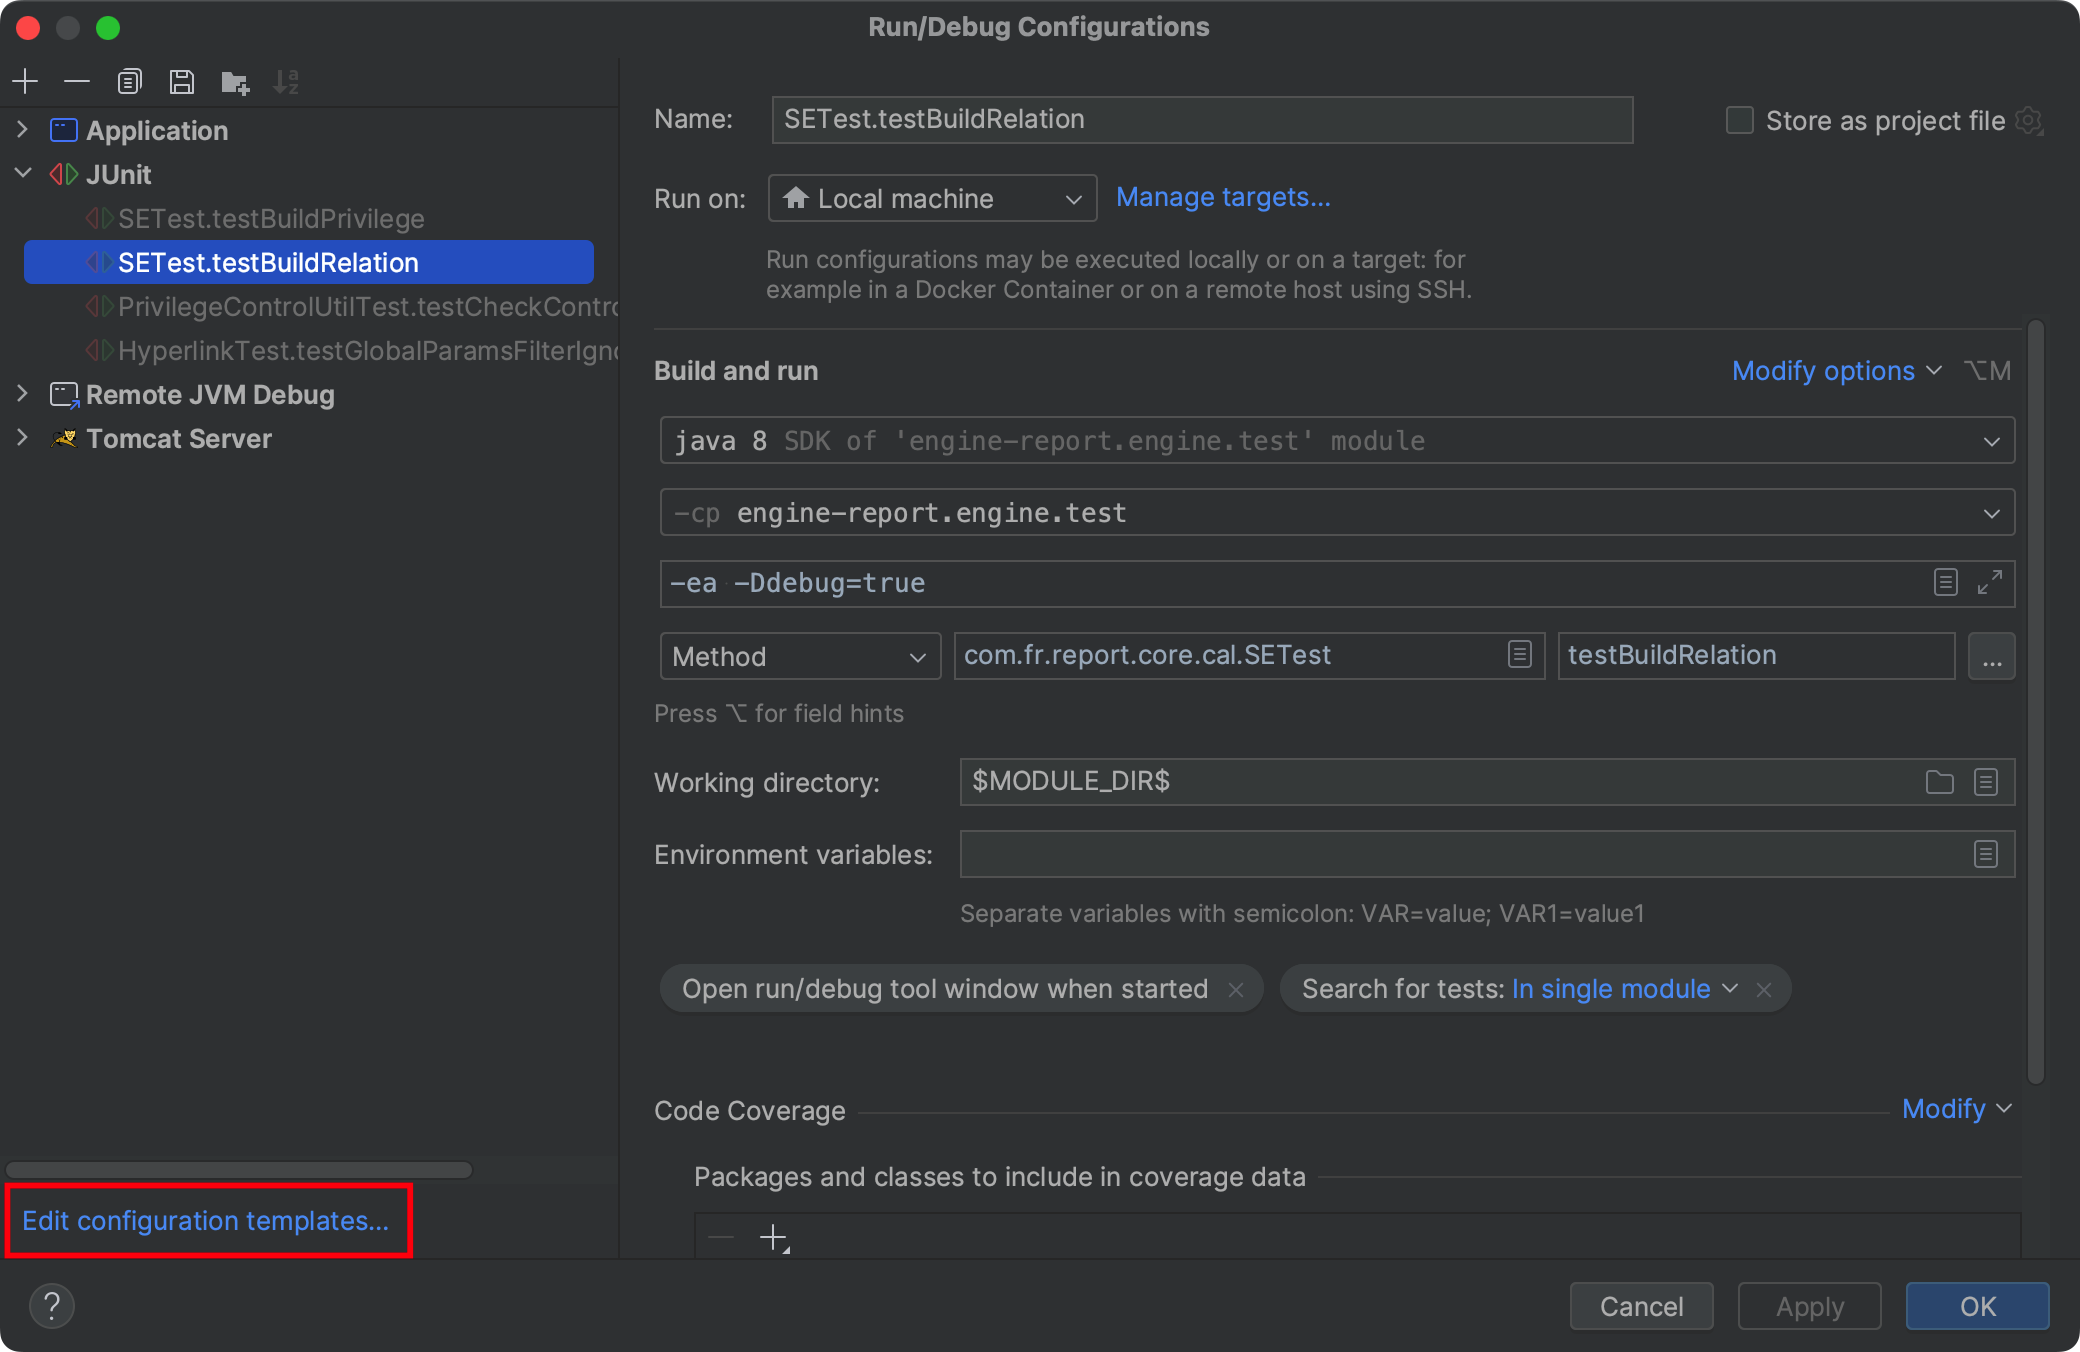 Run/Debug Configurations
Application
JUnit
SETest.testBuildPrivilege
SETest.testBuildRelation
PrivilegeControlUtilTest.testCheckContro
HyperlinkTest.testGlobalParamsFilterIgno
Remote JVM Debug
Tomcat Server
Edit configuration templates...
Name: SETest.testBuildRelation Store as project file
Run on: Local machine Manage targets...
Run configurations may be executed locally or on a target: for
example in a Docker Container or on a remote host using SSH.
Build and run Modify options ⌥M
java 8 SDK of 'engine-report.engine.test' module
-cp engine-report.engine.test
-ea -Ddebug=true
Method com.fr.report.core.cal.SETest testBuildRelation ...
Press ⌥ for field hints
Working directory: $MODULE_DIR$
Environment variables:
Separate variables with semicolon: VAR=value; VAR1=value1
Open run/debug tool window when started × Search for tests: In single module ×
Code Coverage Modify
Packages and classes to include in coverage data
? Cancel Apply OK